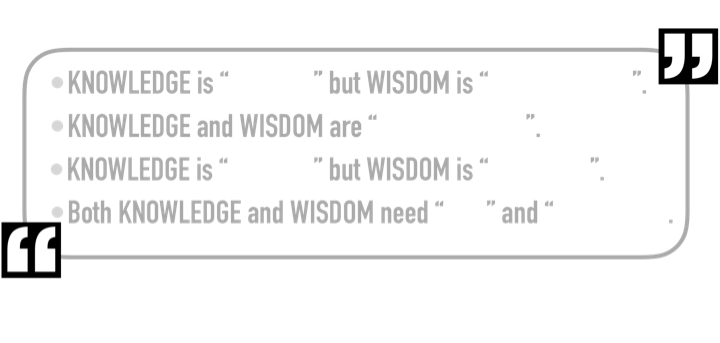 • KNOWLEDGE is “ ” but WISDOM is “ ”.
• KNOWLEDGE and WISDOM are “ ”.
• KNOWLEDGE is “ ” but WISDOM is “ ”.
• Both KNOWLEDGE and WISDOM need “ ” and “ .